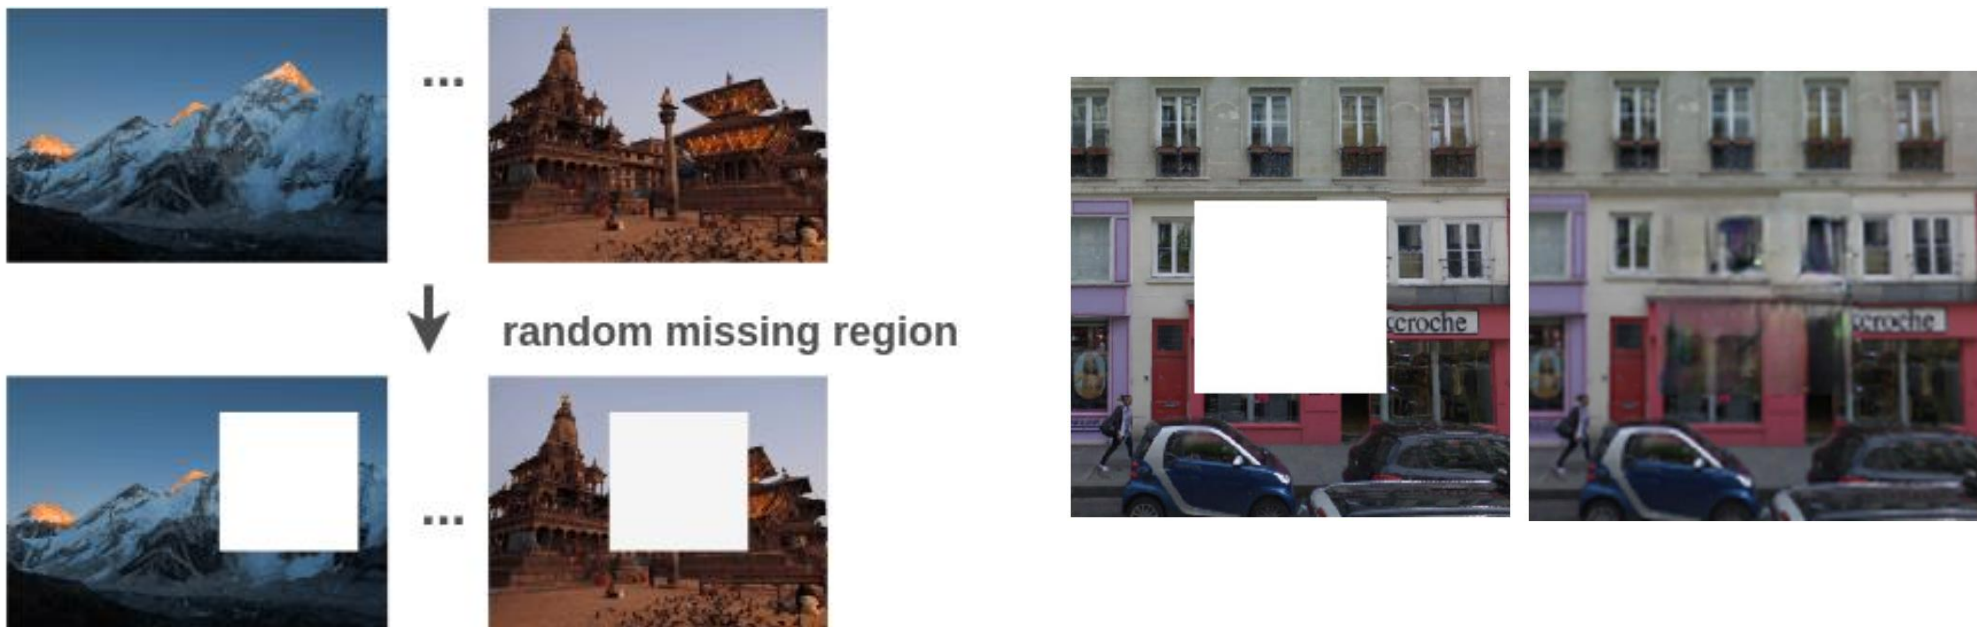 ...
random missing region
...
croche
croche